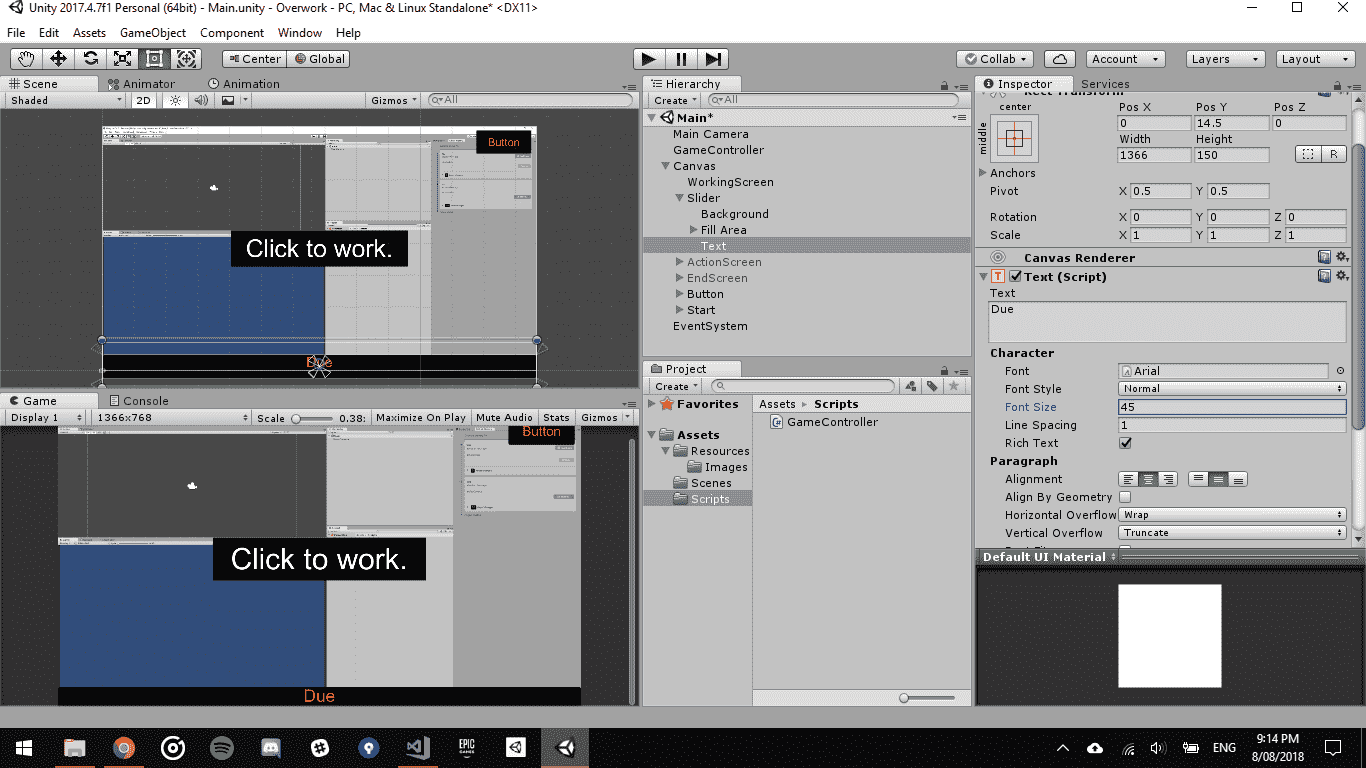 Unity 2017.4.7f1 Personal (64bit) - Main.unity - Overwork - PC, Mac & Linux Standalone* <DX11>
File Edit Assets GameObject Component Window Help
Center Global Collab Account Layers Layout
Scene Animator Animation
Shaded 2D Gizmos All
Button
Click to work.
Due
Game Console
Display 1 1366x768 Scale 0.38: Maximize On Play Mute Audio Stats Gizmos
Button
Click to work.
Due
Hierarchy
Create All
Main*
Main Camera
GameController
Canvas
WorkingScreen
Slider
Background
Fill Area
Text
ActionScreen
EndScreen
Button
Start
EventSystem
Project
Create
Favorites
Assets
Resources
Images
Scenes
Scripts
Assets Scripts
GameController
Inspector Services
Rect Transform
center Pos X Pos Y Pos Z
middle 0 14.5 0
Width Height
1366 150 R
Anchors
Pivot X 0.5 Y 0.5
Rotation X 0 Y 0 Z 0
Scale X 1 Y 1 Z 1
Canvas Renderer
Text (Script)
Text
Due
Character
Font Arial
Font Style Normal
Font Size 45
Line Spacing 1
Rich Text
Paragraph
Alignment
Align By Geometry
Horizontal Overflow Wrap
Vertical Overflow Truncate
Default UI Material
EPIC
GAMES
ENG
9:14 PM
8/08/2018